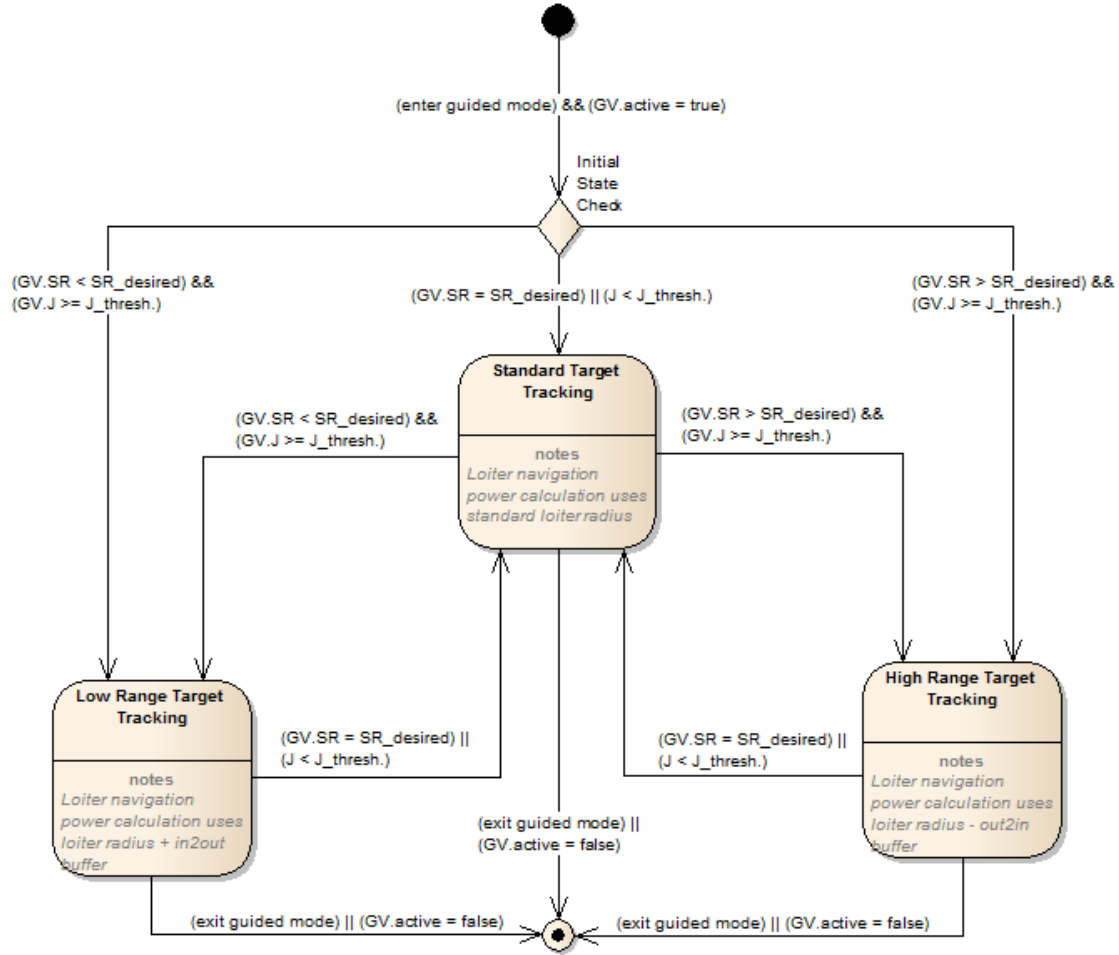 (enter guided mode) && (GV.active = true)
Initial
State
Check
(GV.SR < SR_desired) &&
(GV.J >= J_thresh.)
(GV.SR = SR_desired) || (J < J_thresh.)
(GV.SR > SR_desired) &&
(GV.J >= J_thresh.)
Standard Target
Tracking
notes
Loiter navigation
power calculation uses
standard loiter radius
(GV.SR < SR_desired) &&
(GV.J >= J_thresh.)
(GV.SR > SR_desired) &&
(GV.J >= J_thresh.)
Low Range Target
Tracking
notes
Loiter navigation
power calculation uses
loiter radius + in2out
buffer
(GV.SR = SR_desired) ||
(J < J_thresh.)
(GV.SR = SR_desired) ||
(J < J_thresh.)
High Range Target
Tracking
notes
Loiter navigation
power calculation uses
loiter radius - out2in
buffer
(exit guided mode) ||
(GV.active = false)
(exit guided mode) || (GV.active = false)
(exit guided mode) || (GV.active = false)